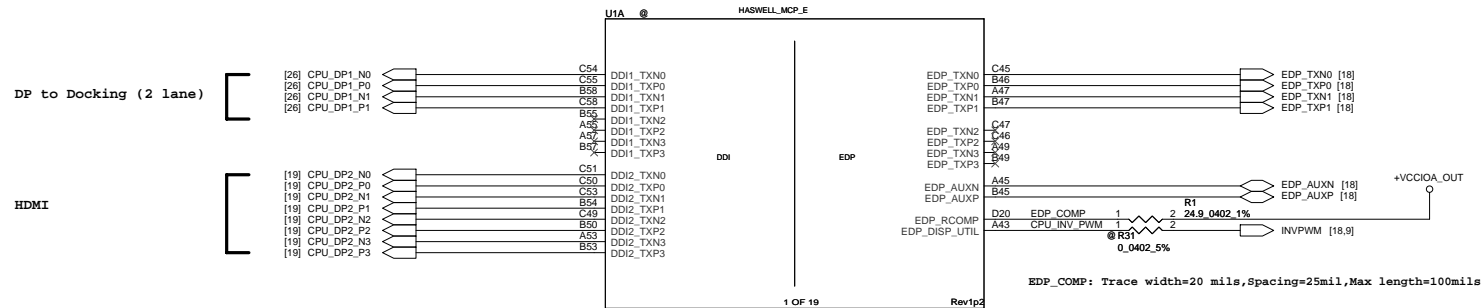 U1A @ HASWELL_MCP_E
DP to Docking (2 lane)
[26] CPU_DP1_N0 C54 DDI1_TXN0
[26] CPU_DP1_P0 C55 DDI1_TXP0
[26] CPU_DP1_N1 B58 DDI1_TXN1
[26] CPU_DP1_P1 C58 DDI1_TXP1
B55 DDI1_TXN2
A55 DDI1_TXP2
A57 DDI1_TXN3
B57 DDI1_TXP3
HDMI
[19] CPU_DP2_N0 C51 DDI2_TXN0
[19] CPU_DP2_P0 C50 DDI2_TXP0
[19] CPU_DP2_N1 C53 DDI2_TXN1
[19] CPU_DP2_P1 B54 DDI2_TXP1
[19] CPU_DP2_N2 C49 DDI2_TXN2
[19] CPU_DP2_P2 B50 DDI2_TXP2
[19] CPU_DP2_N3 A53 DDI2_TXN3
[19] CPU_DP2_P3 B53 DDI2_TXP3
DDI EDP
EDP_TXN0 C45 EDP_TXN0 [18]
EDP_TXP0 B46 EDP_TXP0 [18]
EDP_TXN1 A47 EDP_TXN1 [18]
EDP_TXP1 B47 EDP_TXP1 [18]
EDP_TXN2 C47
EDP_TXP2 C46
EDP_TXN3 A49
EDP_TXP3 B49
EDP_AUXN A45 EDP_AUXN [18]
EDP_AUXP B45 EDP_AUXP [18]
+VCCIOA_OUT
R1
EDP_RCOMP D20 EDP_COMP 1 2 24.9_0402_1%
EDP_DISP_UTIL A43 CPU_INV_PWM 1 2 INVPWM [18,9]
@ R31
0_0402_5%
EDP_COMP: Trace width=20 mils,Spacing=25mil,Max length=100mils
1 OF 19 Rev1p2